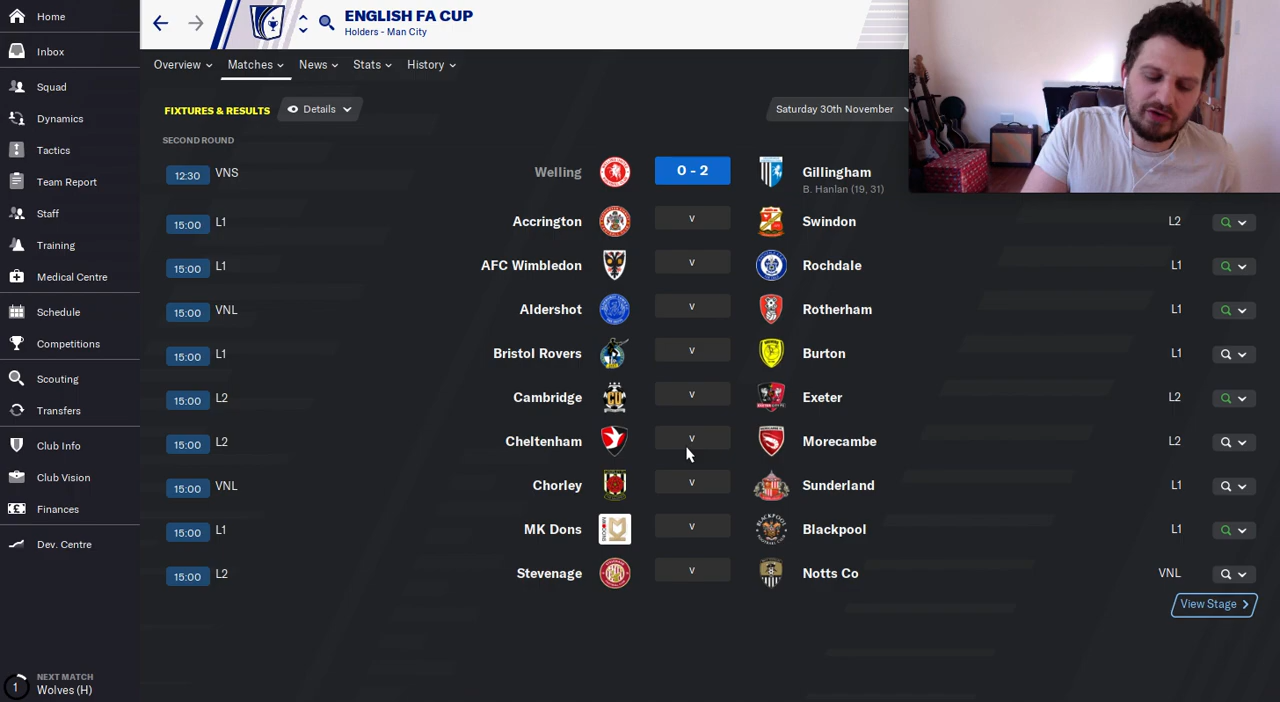 Home
ENGLISH FA CUP
Holders - Man City
Inbox
Overview Matches News Stats History
Squad
FIXTURES & RESULTS Details Saturday 30th November
Dynamics
SECOND ROUND
Tactics
12:30 VNS Welling 0 - 2 Gillingham
B. Hanlan (19, 31)
Team Report
Staff
15:00 L1 Accrington v Swindon L2
Training
15:00 L1 AFC Wimbledon v Rochdale L1
Medical Centre
15:00 VNL Aldershot v Rotherham L1
Schedule
Competitions
15:00 L1 Bristol Rovers v Burton L1
Scouting
15:00 L2 Cambridge v Exeter L2
Transfers
15:00 L2 Cheltenham v Morecambe L2
Club Info
Club Vision
15:00 VNL Chorley v Sunderland L1
Finances
15:00 L1 MK Dons v Blackpool L1
Dev. Centre
15:00 L2 Stevenage v Notts Co VNL
View Stage
1 NEXT MATCH
Wolves (H)